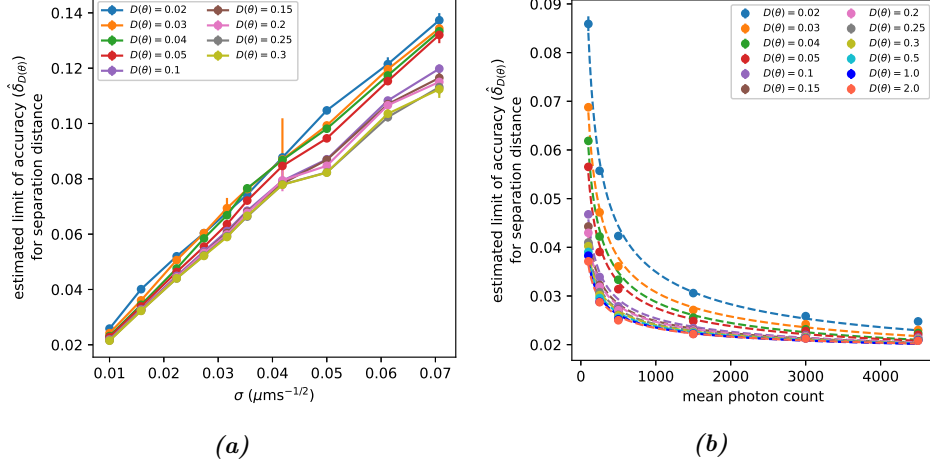 estimated limit of accuracy (δ̂_{D(θ)})
for separation distance
0.14
0.12
0.10
0.08
0.06
0.04
0.02
D(θ) = 0.02
D(θ) = 0.03
D(θ) = 0.04
D(θ) = 0.05
D(θ) = 0.1
D(θ) = 0.15
D(θ) = 0.2
D(θ) = 0.25
D(θ) = 0.3
0.01 0.02 0.03 0.04 0.05 0.06 0.07
σ (μms^{-1/2})
(a)
estimated limit of accuracy (δ̂_{D(θ)})
for separation distance
0.09
0.08
0.07
0.06
0.05
0.04
0.03
0.02
D(θ) = 0.02
D(θ) = 0.03
D(θ) = 0.04
D(θ) = 0.05
D(θ) = 0.1
D(θ) = 0.15
D(θ) = 0.2
D(θ) = 0.25
D(θ) = 0.3
D(θ) = 0.5
D(θ) = 1.0
D(θ) = 2.0
0 1000 2000 3000 4000
mean photon count
(b)